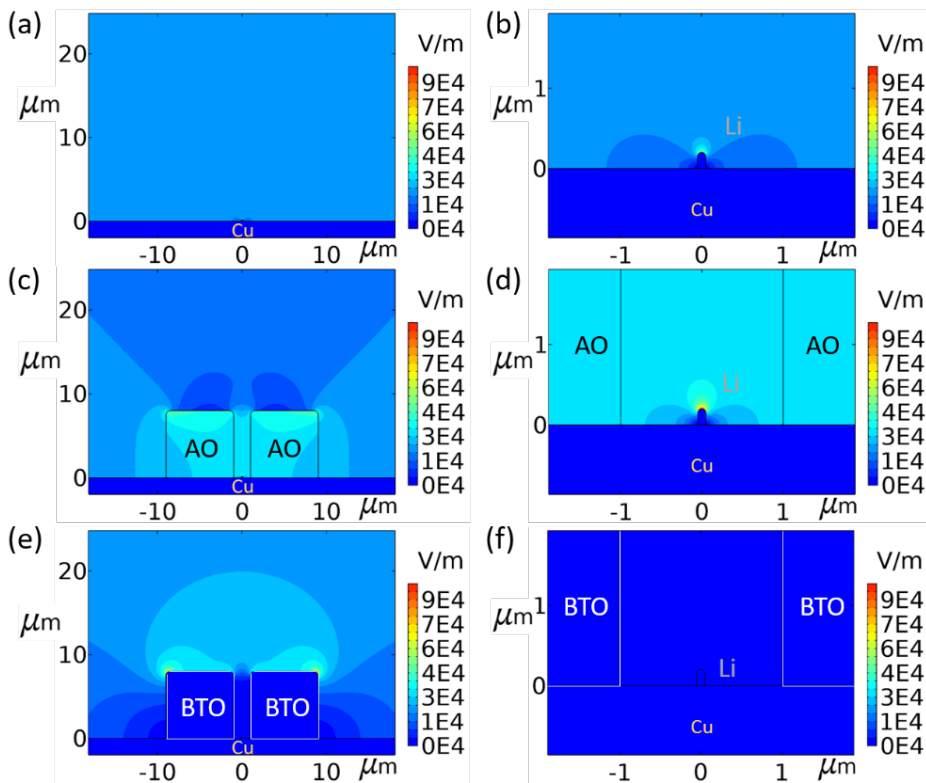 (a)
V/m
9E4
7E4
6E4
4E4
3E4
1E4
0E4
μm
20
10
0
Cu
-10 0 10 μm
(b)
V/m
9E4
7E4
6E4
4E4
3E4
1E4
0E4
μm
1
0
Li
Cu
-1 0 1 μm
(c)
V/m
9E4
7E4
6E4
4E4
3E4
1E4
0E4
μm
20
10
0
AO AO
Cu
-10 0 10 μm
(d)
V/m
9E4
7E4
6E4
4E4
3E4
1E4
0E4
μm
1
0
AO AO
Li
Cu
-1 0 1 μm
(e)
V/m
9E4
7E4
6E4
4E4
3E4
1E4
0E4
μm
20
10
0
BTO BTO
Cu
-10 0 10 μm
(f)
V/m
9E4
7E4
6E4
4E4
3E4
1E4
0E4
μm
1
0
BTO BTO
Li
Cu
-1 0 1 μm